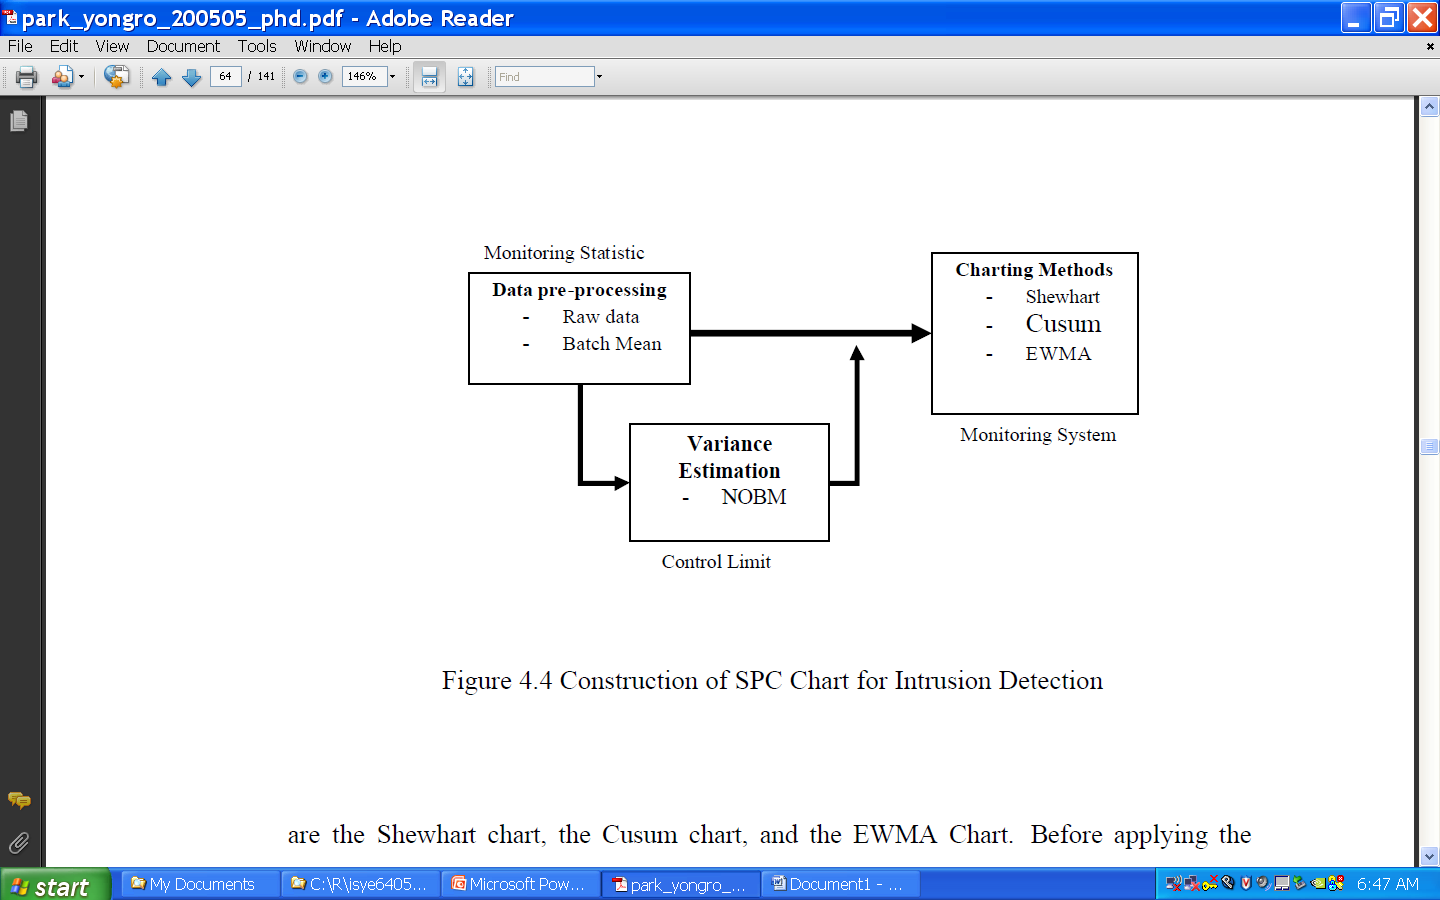 park_yongro_200505_phd.pdf - Adobe Reader
File Edit View Document Tools Window Help
64 / 141 146% Find
Monitoring Statistic
Data pre-processing
- Raw data
- Batch Mean
Charting Methods
- Shewhart
- Cusum
- EWMA
Monitoring System
Variance
Estimation
- NOBM
Control Limit
Figure 4.4 Construction of SPC Chart for Intrusion Detection
are the Shewhart chart, the Cusum chart, and the EWMA Chart. Before applying the
start My Documents C:\R\isye6405... Microsoft Pow... park_yongro_... Document1 - ... 6:47 AM